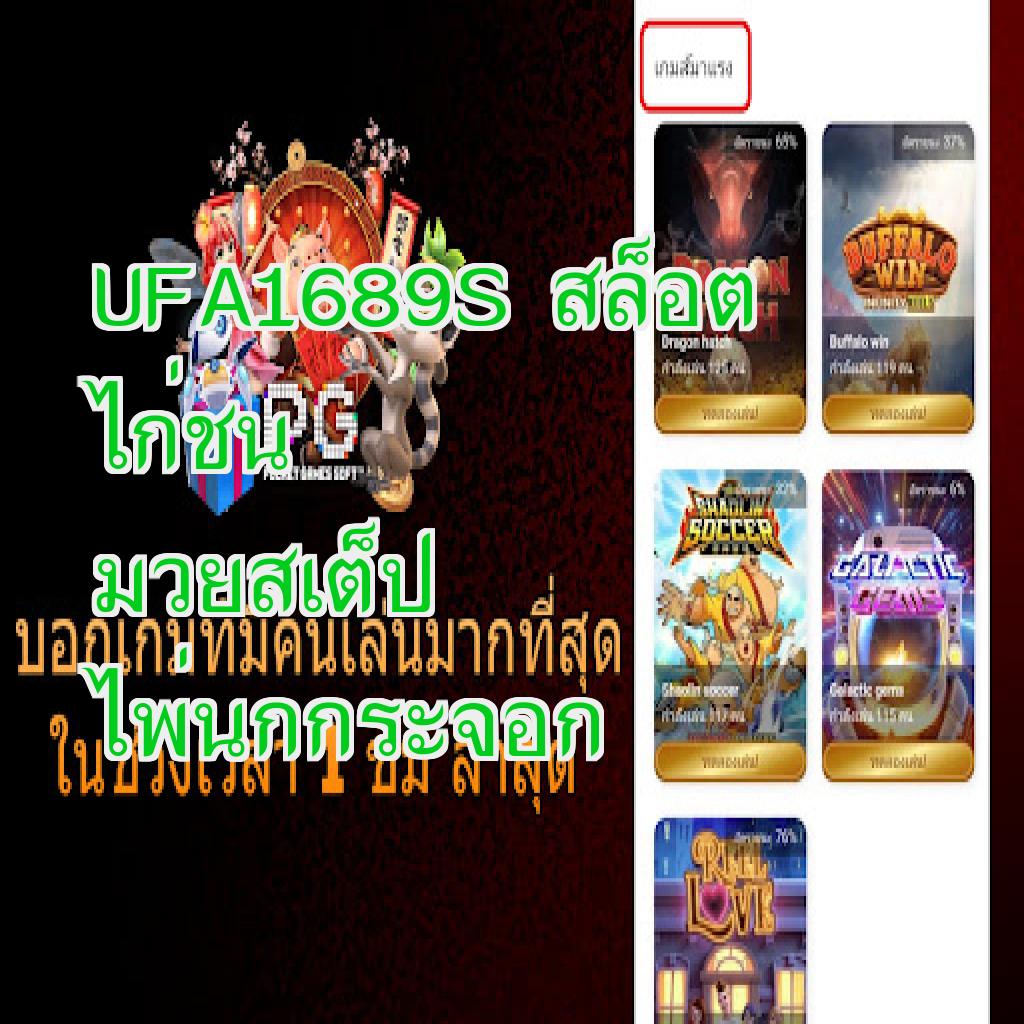 เกมส์มาแรง
อัตราชนะ 68%
อัตราชนะ 37%
BUFFALO
WIN
Dragon hatch
กำลังเล่น 125 คน
Buffalo win
กำลังเล่น 119 คน
ทดลองเล่น!
ทดลองเล่น!
UFA1689S สล็อต
ไก่ชน
มวยสเต็ป
ไพ่นกกระจอก
PG
POCKET GAMES SOFT
บอกเกมที่มีคนเล่นมากที่สุด
ในช่วงเวลา 1 ชม ล่าสุด
SHAOLIN
SOCCER
อัตราชนะ 6%
GALACTIC
GEMS
Shaolin soccer
กำลังเล่น 117 คน
Galactic gems
กำลังเล่น 115 คน
ทดลองเล่น!
ทดลองเล่น!
อัตราชนะ 76%
REEL
LOVE